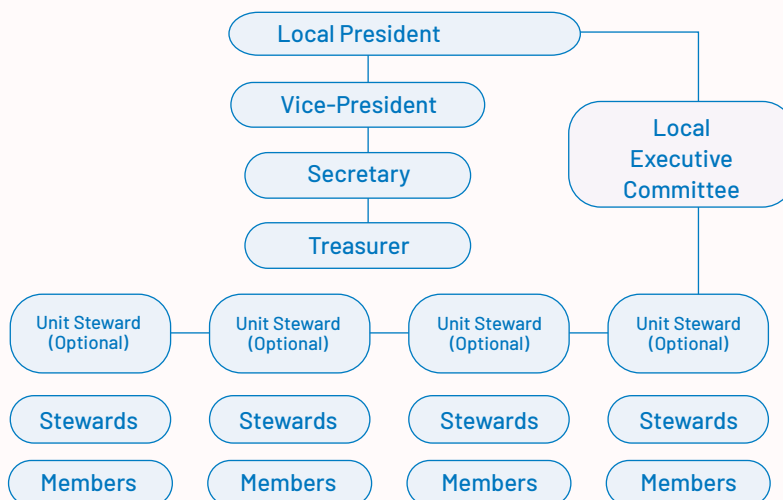 Local President
Vice-President
Local
Executive
Committee
Secretary
Treasurer
Unit Steward
(Optional)
Unit Steward
(Optional)
Unit Steward
(Optional)
Unit Steward
(Optional)
Stewards
Stewards
Stewards
Stewards
Members
Members
Members
Members